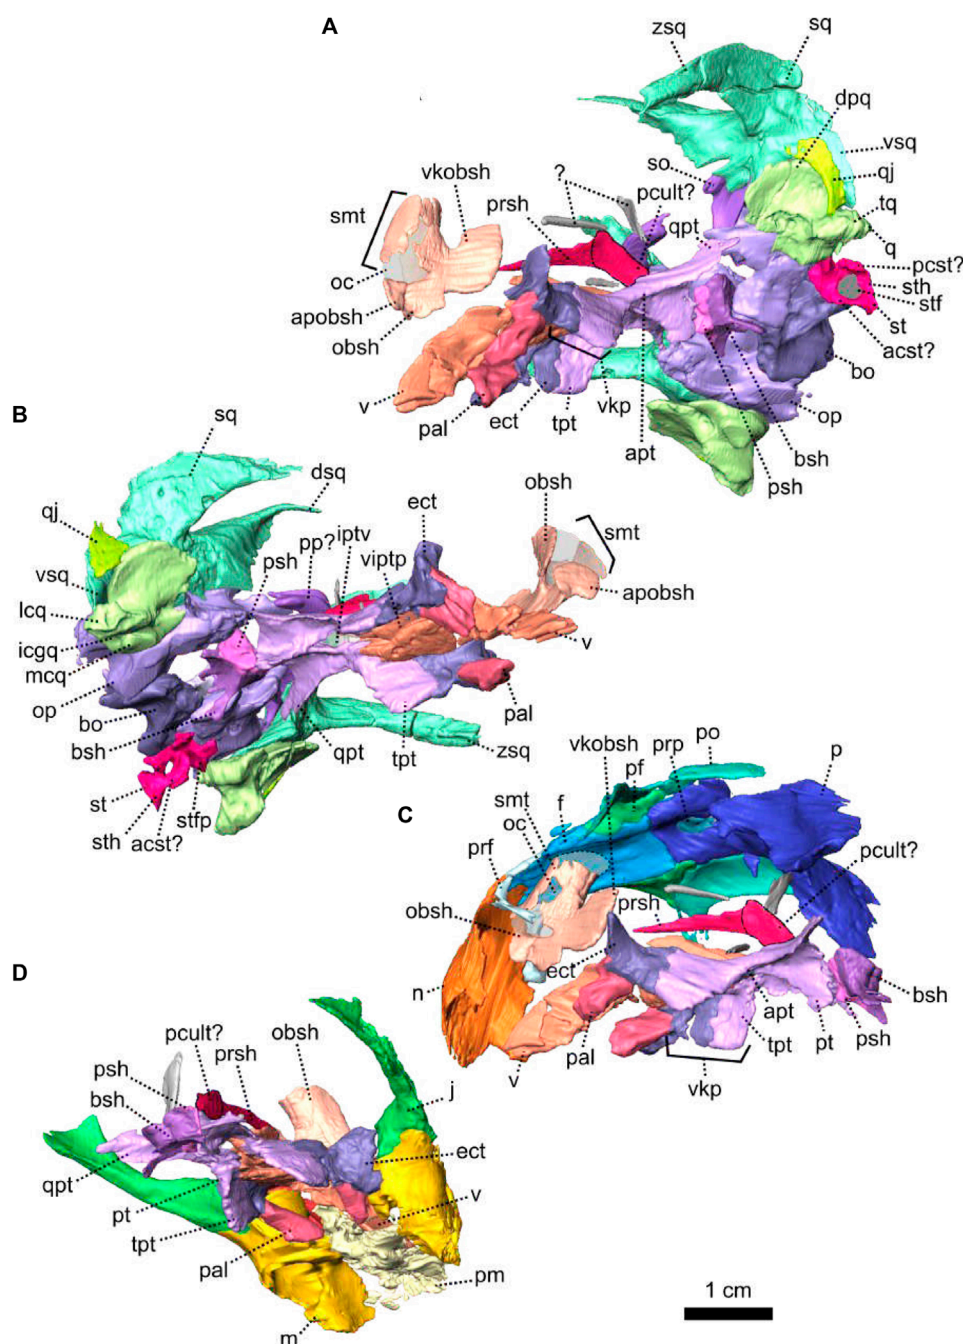 A
zsq
sq
dpq
vsq
qj
so
vkobsh
?
pcult?
smt
prsh
qpt
tq
q
oc
pcst?
sth
stf
apobsh
st
obsh
acst?
bo
v
pal
ect
tpt
vkp
apt
op
bsh
psh
B
sq
dsq
qj
psh
pp?
iptv
ect
obsh
smt
viptp
vsq
lcq
apobsh
icgq
mcq
v
op
bo
pal
bsh
qpt
tpt
zsq
st
sth
acst?
stfp
C
vkobsh
prp
po
pf
p
smt
f
oc
prf
pcult?
prsh
obsh
ect
n
bsh
apt
v
pal
tpt
pt
psh
vkp
D
pcult?
prsh
obsh
psh
bsh
j
ect
qpt
pt
v
tpt
pal
pm
m
1 cm